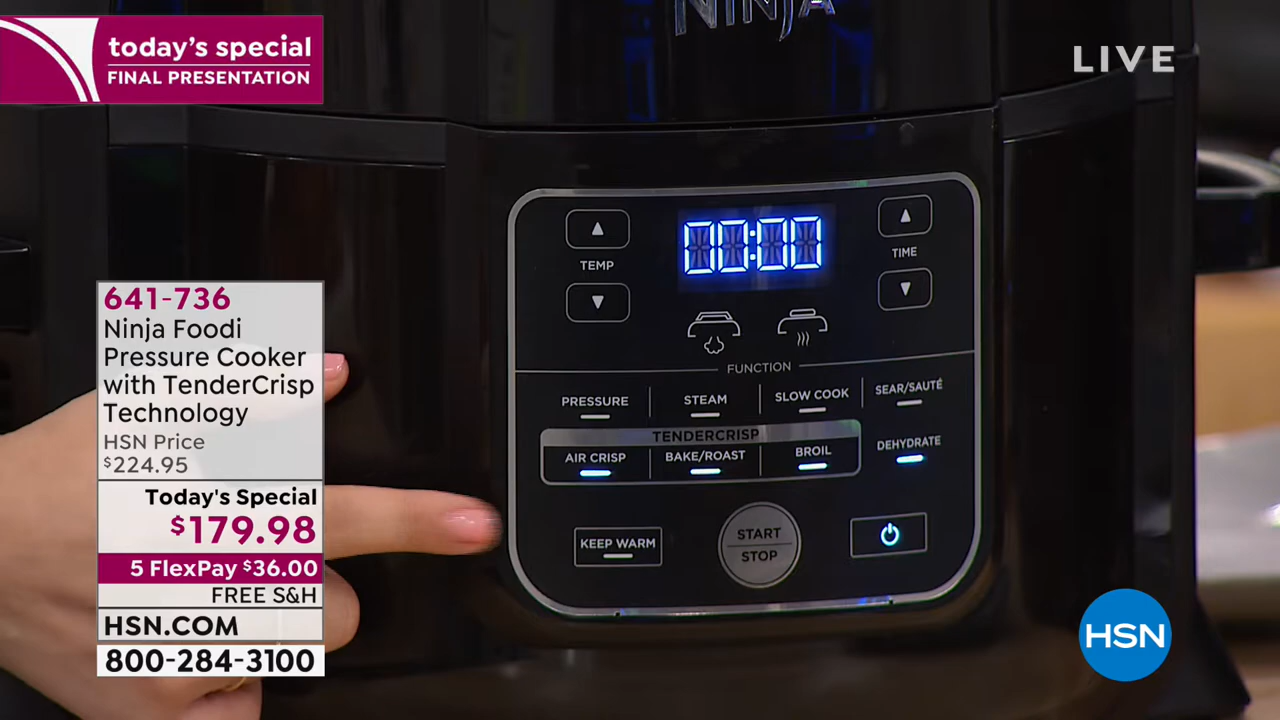 today's special
FINAL PRESENTATION
NINJA
LIVE
641-736
Ninja Foodi
Pressure Cooker
with TenderCrisp
Technology
HSN Price
$224.95
Today's Special
$179.98
5 FlexPay $36.00
FREE S&H
HSN.COM
800-284-3100
00:00
TEMP
TIME
FUNCTION
PRESSURE
STEAM
SLOW COOK
SEAR/SAUTÉ
TENDERCRISP
AIR CRISP
BAKE/ROAST
BROIL
DEHYDRATE
KEEP WARM
START
STOP
HSN